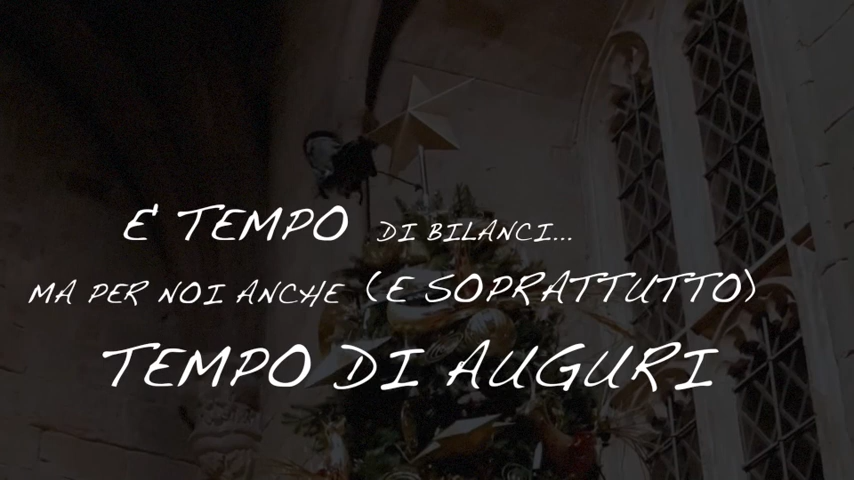 E' TEMPO DI BILANCI...
MA PER NOI ANCHE (E SOPRATTUTTO)
TEMPO DI AUGURI